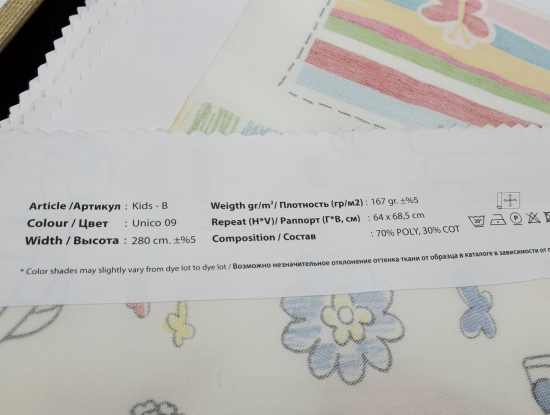 Article /Артикул : Kids - B
Colour / Цвет : Unico 09
Width / Высота : 280 cm. ±%5
Weigth gr/m²/ Плотность (гр/м2) : 167 gr. ±%5
Repeat (H*V)/ Раппорт (Г*В, см) : 64 x 68,5 cm
Composition / Состав : 70% POLY, 30% COT
* Color shades may slightly vary from dye lot to dye lot / Возможно незначительное отклонение оттенка ткани от образца в каталоге в зависимости от